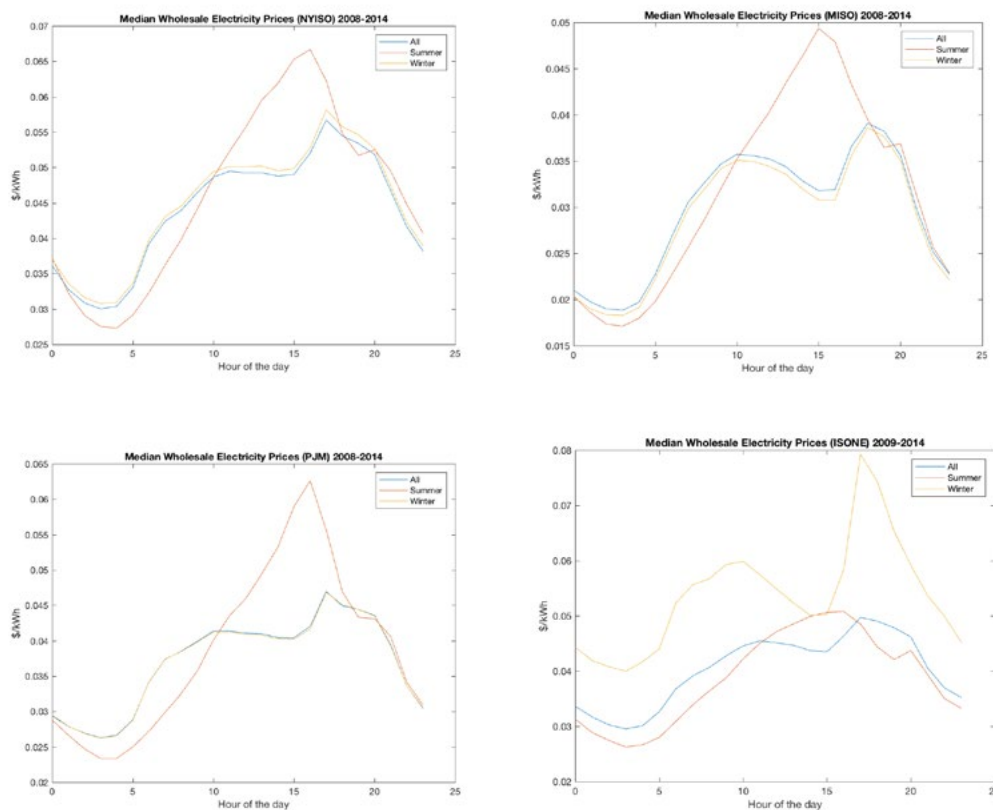 Median Wholesale Electricity Prices (NYISO) 2008-2014
0.07
0.065
0.06
0.055
0.05
0.045
0.04
0.035
0.03
0.025
$/kWh
All
Summer
Winter
0 5 10 15 20 25
Hour of the day
Median Wholesale Electricity Prices (MISO) 2008-2014
0.05
0.045
0.04
0.035
0.03
0.025
0.02
0.015
$/kWh
All
Summer
Winter
0 5 10 15 20 25
Hour of the day
Median Wholesale Electricity Prices (PJM) 2008-2014
0.065
0.06
0.055
0.05
0.045
0.04
0.035
0.03
0.025
0.02
$/kWh
All
Summer
Winter
0 5 10 15 20 25
Hour of the day
Median Wholesale Electricity Prices (ISONE) 2009-2014
0.08
0.07
0.06
0.05
0.04
0.03
0.02
$/kWh
All
Summer
Winter
0 5 10 15 20 25
Hour of the day